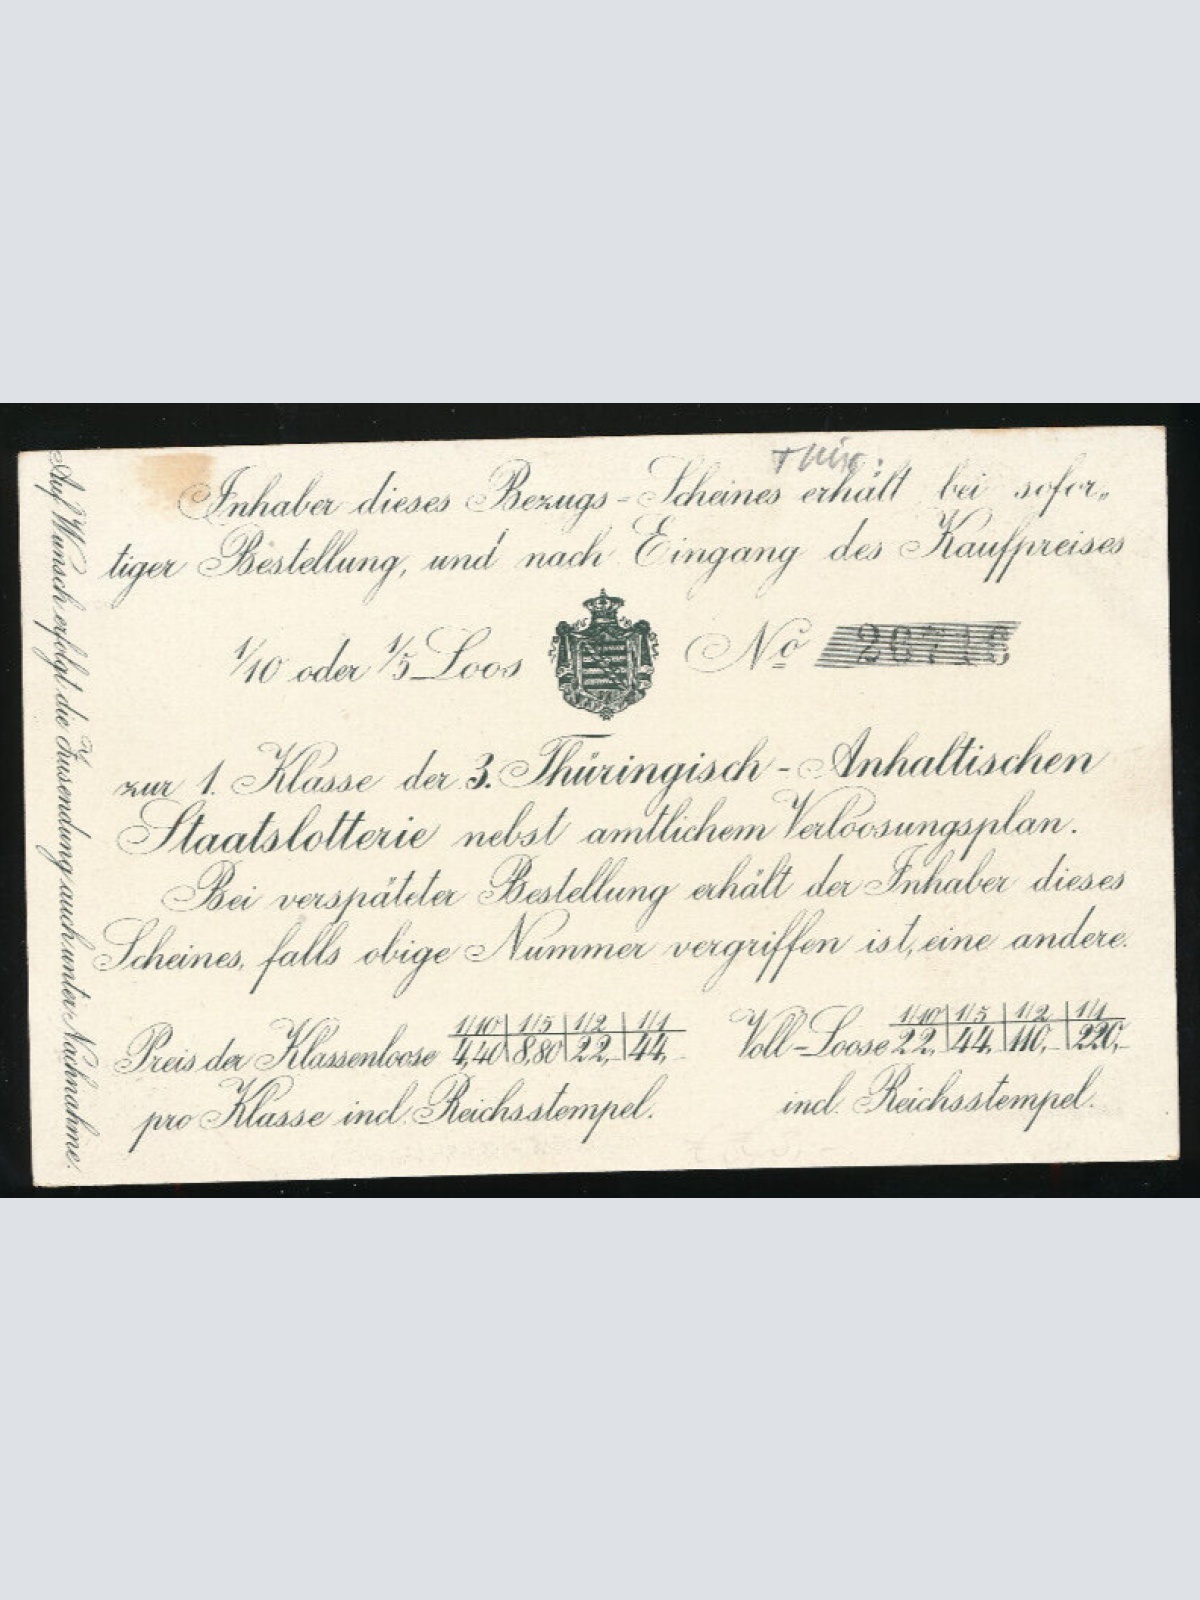 Thür:
Inhaber dieses Bezugs-Scheines erhält bei sofor„
tiger Bestellung, und nach Eingang des Kaufpreises
1/10 oder 1/5 Loos No 26716
zur 1. Klasse der 3. Thüringisch-Anhaltischen
Staatslotterie nebst amtlichem Verloosungsplan.
Bei verspäteter Bestellung erhält der Inhaber dieses
Scheines, falls obige Nummer vergriffen ist, eine andere.
1/10 | 1/5 | 1/2 | 1/1
Preis der Klassenloose 4,40 | 8,80 | 22,- | 44,-
pro Klasse incl. Reichsstempel.
1/10 | 1/5 | 1/2 | 1/1
Voll-Loose 22,- | 44,- | 110,- | 220,-
incl. Reichsstempel.
Auf Wunsch erfolgt die Zusendung auch unter Nachnahme.